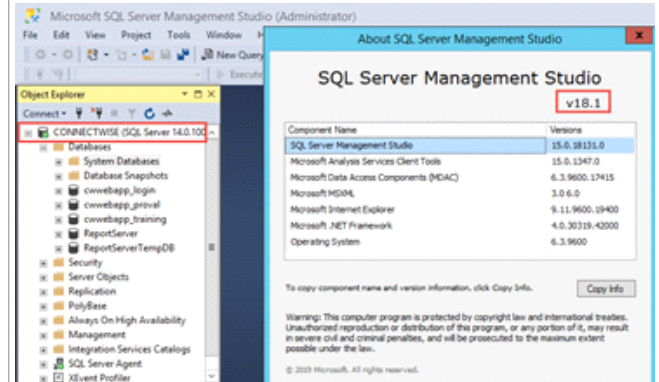 Microsoft SQL Server Management Studio (Administrator)
File Edit View Project Tools Window H
New Query
Execute
Object Explorer
Connect
CONNECTWISE (SQL Server 14.0.100
Databases
System Databases
Database Snapshots
cwwebapp_login
cwwebapp_proval
cwwebapp_training
ReportServer
ReportServerTempDB
Security
Server Objects
Replication
PolyBase
Always On High Availability
Management
Integration Services Catalogs
SQL Server Agent
XEvent Profiler
About SQL Server Management Studio
x
SQL Server Management Studio
v18.1
Component Name Versions
SQL Server Management Studio 15.0.18131.0
Microsoft Analysis Services Client Tools 15.0.1347.0
Microsoft Data Access Components (MDAC) 6.3.9600.17415
Microsoft MSXML 3.0 6.0
Microsoft Internet Explorer 9.11.9600.19400
Microsoft .NET Framework 4.0.30319.42000
Operating System 6.3.9600
To copy component name and version information, click Copy Info.
Copy Info
Warning: This computer program is protected by copyright law and international treaties.
Unauthorized reproduction or distribution of this program, or any portion of it, may result
in severe civil and criminal penalties, and will be prosecuted to the maximum extent
possible under the law.
© 2019 Microsoft. All rights reserved.